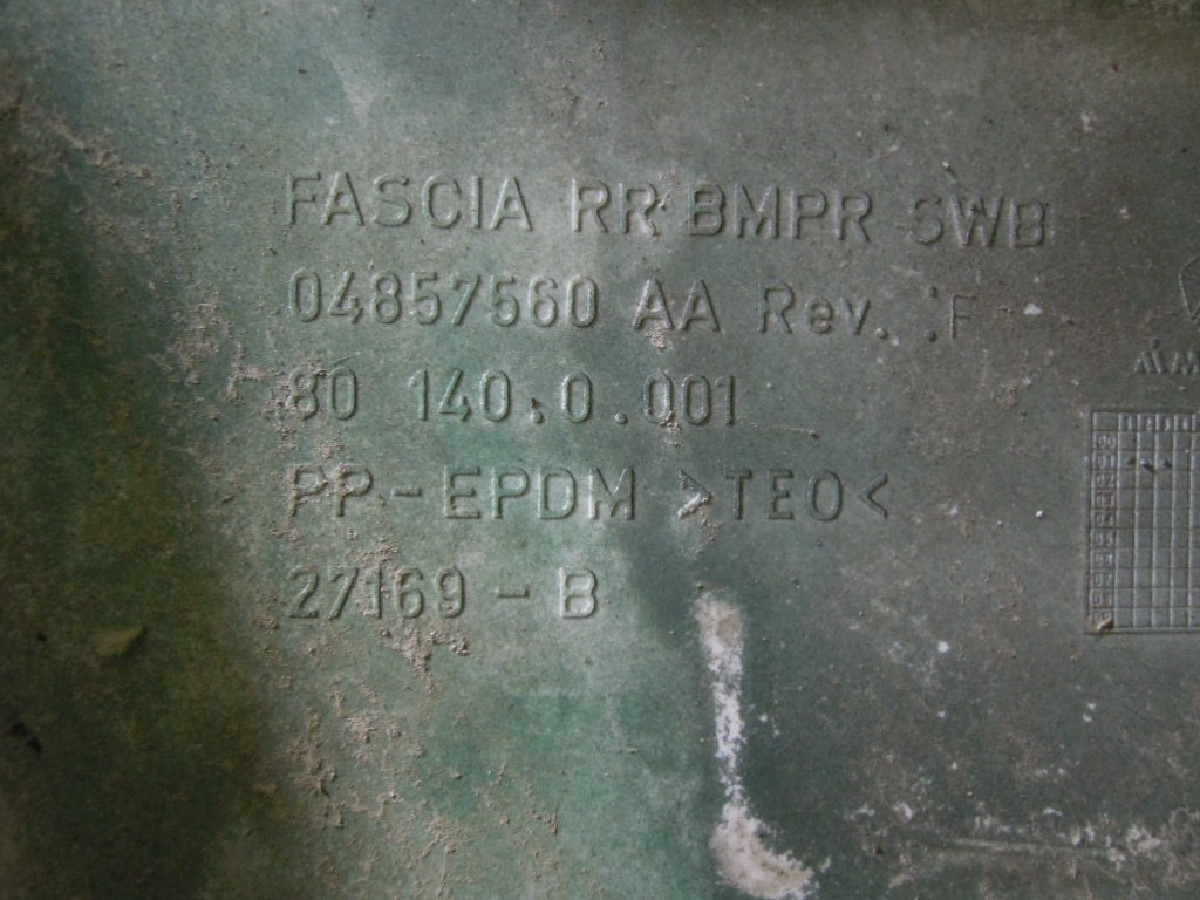 FASCIA RR BMPR SWB
04857560 AA Rev. :F
80 140.0.001
PP-EPDM >TEO<
27169 - B